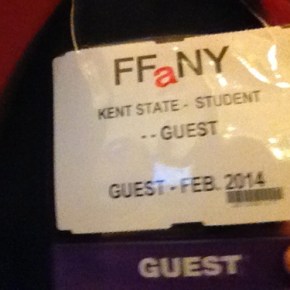 FFaNY
KENT STATE - STUDENT
- - GUEST
GUEST - FEB. 2014
GUEST